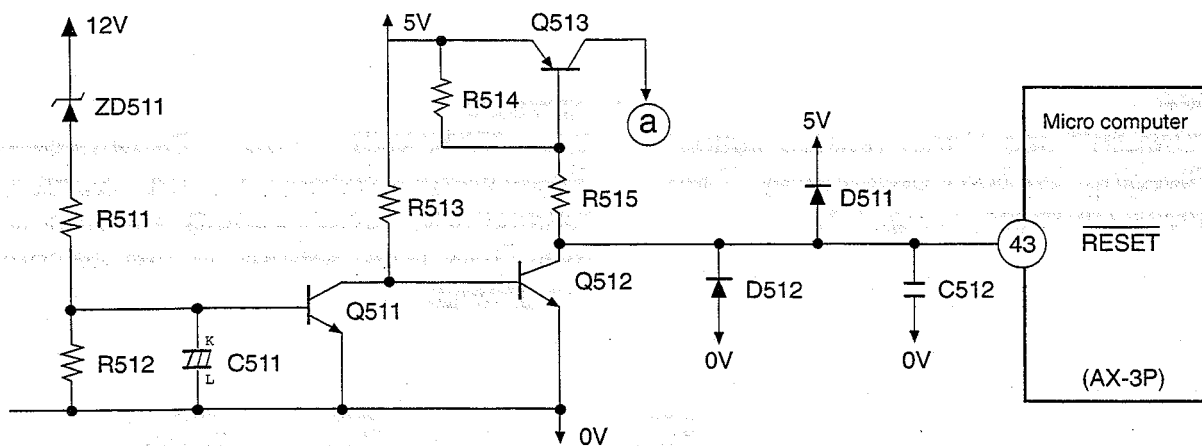 12V
5V
Q513
ZD511
R514
a
5V
Micro computer
R511
R513
R515
D511
43
RESET
Q511
Q512
D512
C512
R512
K
C511
L
0V
0V
(AX-3P)
0V